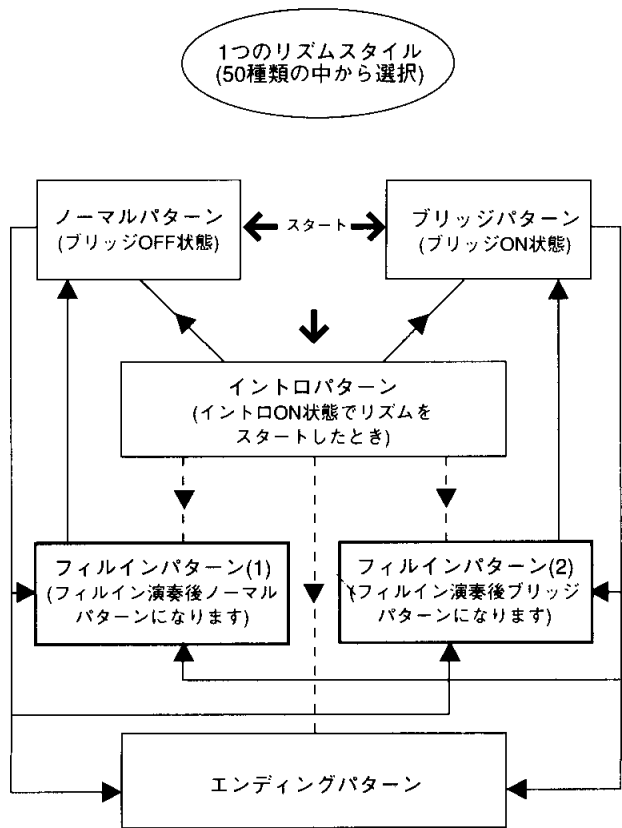 1つのリズムスタイル
(50種類の中から選択)
ノーマルパターン
(ブリッジOFF状態)
スタート
ブリッジパターン
(ブリッジON状態)
イントロパターン
(イントロON状態でリズムを
スタートしたとき)
フィルインパターン(1)
(フィルイン演奏後ノーマル
パターンになります)
フィルインパターン(2)
(フィルイン演奏後ブリッジ
パターンになります)
エンディングパターン